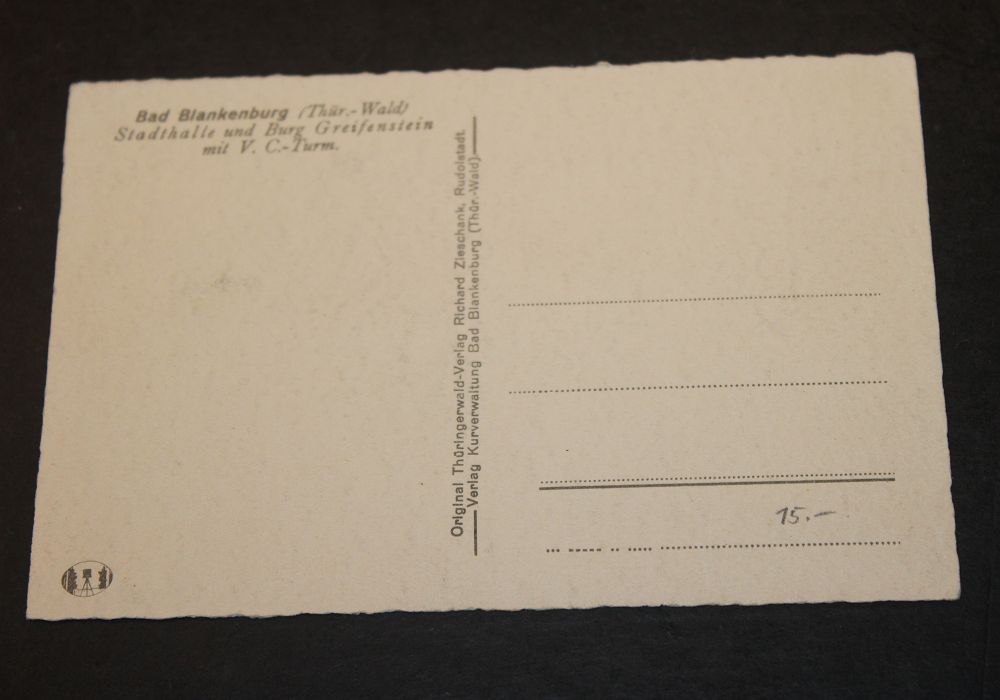 Bad Blankenburg (Thür.-Wald)
Stadthalle und Burg Greifenstein
mit V. C.-Turm.
Original Thüringerwald-Verlag Richard Zieschank, Rudolstadt.
Verlag Kurverwaltung Bad Blankenburg (Thür.-Wald).
15.-